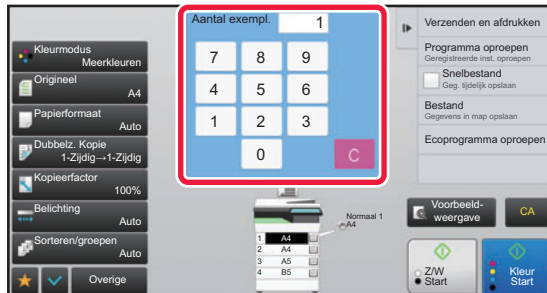 Aantal exempl. 1
7 8 9
4 5 6
1 2 3
0 C
Kleurmodus
Meerkleuren
Origineel
A4
Papierformaat
Auto
Dubbelz. Kopie
1-Zijdig→1-Zijdig
Kopieerfactor
100%
Belichting
Auto
Sorteren/groepen
Auto
Overige
Normaal 1
A4
1 A4
2 A4
3 A5
4 B5
Verzenden en afdrukken
Programma oproepen
Geregistreerde inst. oproepen
Snelbestand
Geg. tijdelijk opslaan
Bestand
Gegevens in map opslaan
Ecoprogramma oproepen
Voorbeeld-
weergave
CA
Z/W
Start
Kleur
Start